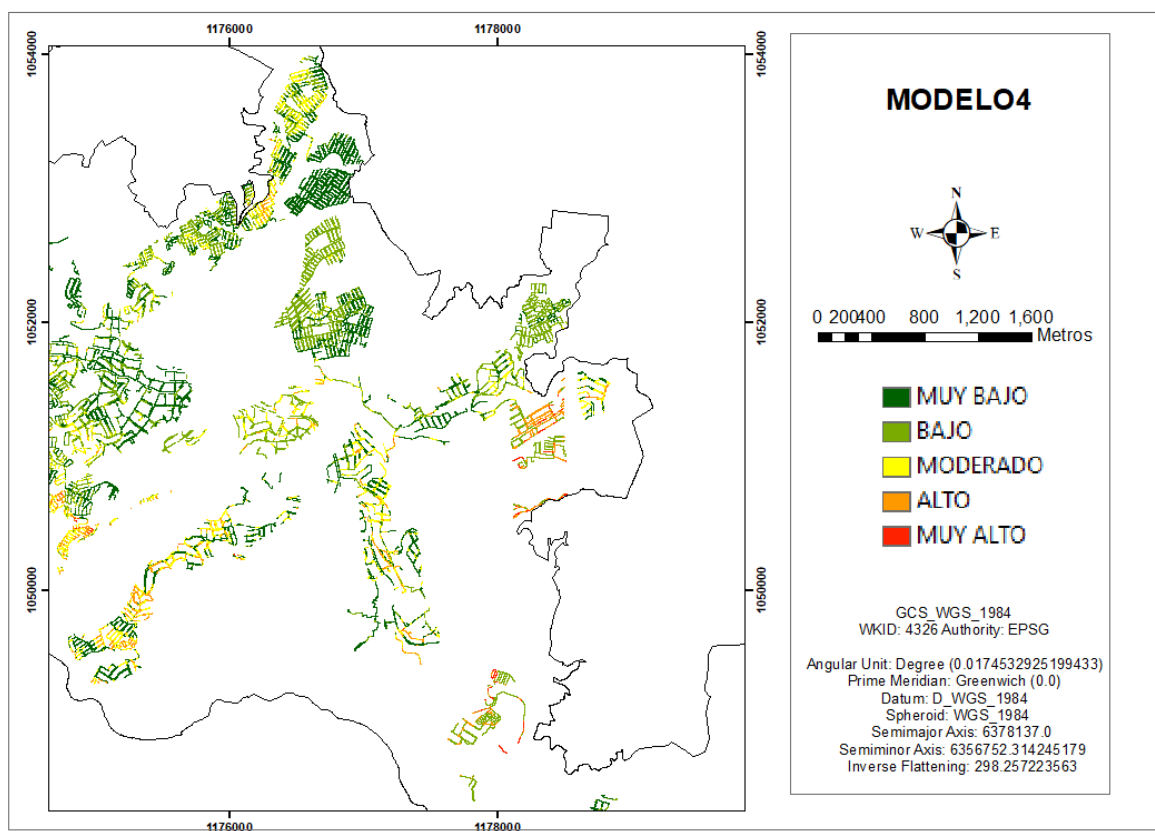 1176000
1178000
1054000
1054000
1052000
1052000
1050000
1050000
1176000
1178000
MODELO4
N
W
E
S
0 200400 800 1,200 1,600
Metros
MUY BAJO
BAJO
MODERADO
ALTO
MUY ALTO
GCS_WGS_1984
WKID: 4326 Authority: EPSG
Angular Unit: Degree (0.0174532925199433)
Prime Meridian: Greenwich (0.0)
Datum: D_WGS_1984
Spheroid: WGS_1984
Semimajor Axis: 6378137.0
Semiminor Axis: 6356752.314245179
Inverse Flattening: 298.257223563